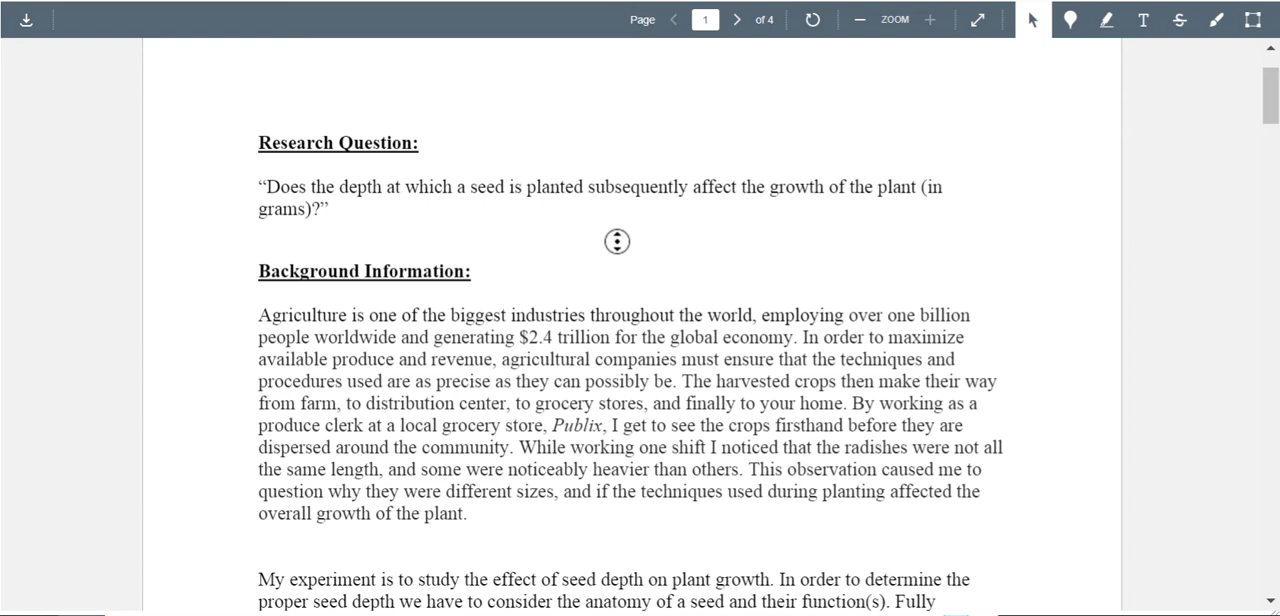 Page 1 of 4 ZOOM T S
Research Question:
“Does the depth at which a seed is planted subsequently affect the growth of the plant (in
grams)?”
Background Information:
Agriculture is one of the biggest industries throughout the world, employing over one billion
people worldwide and generating $2.4 trillion for the global economy. In order to maximize
available produce and revenue, agricultural companies must ensure that the techniques and
procedures used are as precise as they can possibly be. The harvested crops then make their way
from farm, to distribution center, to grocery stores, and finally to your home. By working as a
produce clerk at a local grocery store, Publix, I get to see the crops firsthand before they are
dispersed around the community. While working one shift I noticed that the radishes were not all
the same length, and some were noticeably heavier than others. This observation caused me to
question why they were different sizes, and if the techniques used during planting affected the
overall growth of the plant.
My experiment is to study the effect of seed depth on plant growth. In order to determine the
proper seed depth we have to consider the anatomy of a seed and their function(s). Fully